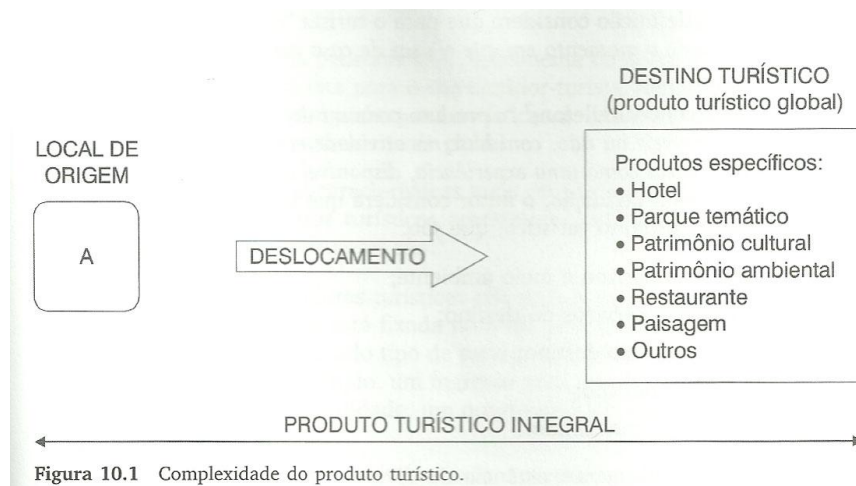 DESTINO TURÍSTICO
(produto turístico global)
LOCAL DE
ORIGEM
A
DESLOCAMENTO
Produtos específicos:
• Hotel
• Parque temático
• Patrimônio cultural
• Patrimônio ambiental
• Restaurante
• Paisagem
• Outros
PRODUTO TURÍSTICO INTEGRAL
Figura 10.1 Complexidade do produto turístico.